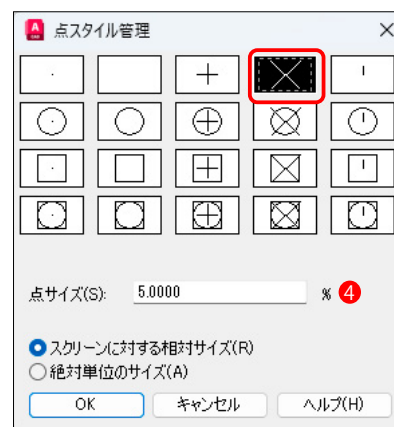 点スタイル管理
点サイズ(S): 5.0000 % 4
スクリーンに対する相対サイズ(R)
絶対単位のサイズ(A)
OK キャンセル ヘルプ(H)